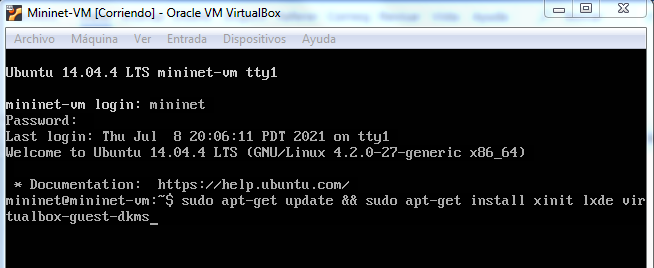 Mininet-VM [Corriendo] - Oracle VM VirtualBox
Archivo Máquina Ver Entrada Dispositivos Ayuda
Ubuntu 14.04.4 LTS mininet-vm tty1
mininet-vm login: mininet
Password:
Last login: Thu Jul  8 20:06:11 PDT 2021 on tty1
Welcome to Ubuntu 14.04.4 LTS (GNU/Linux 4.2.0-27-generic x86_64)
 * Documentation:  https://help.ubuntu.com/
mininet@mininet-vm:~$ sudo apt-get update && sudo apt-get install xinit lxde vir
tualbox-guest-dkms_